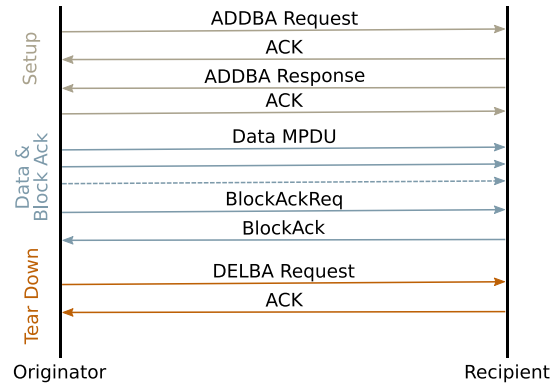 ADDBA Request
ACK
ADDBA Response
ACK
Setup
Data MPDU
BlockAckReq
BlockAck
Data &
Block Ack
DELBA Request
ACK
Tear Down
Originator
Recipient